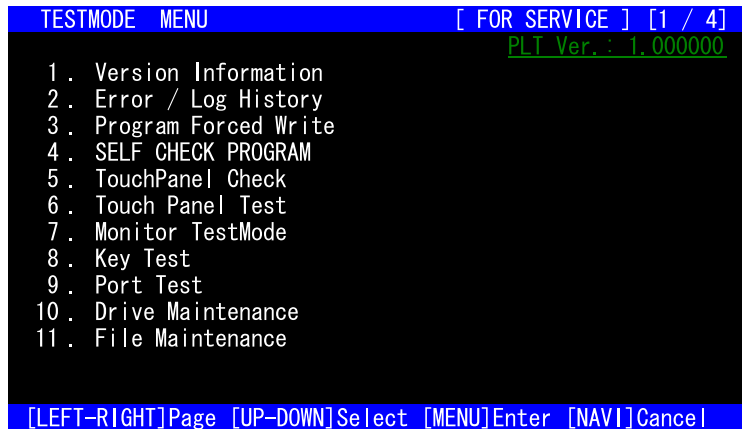 TESTMODE MENU [ FOR SERVICE ] [1 / 4]
PLT Ver.: 1.000000
1. Version Information
2. Error / Log History
3. Program Forced Write
4. SELF CHECK PROGRAM
5. TouchPanel Check
6. Touch Panel Test
7. Monitor TestMode
8. Key Test
9. Port Test
10. Drive Maintenance
11. File Maintenance
[LEFT-RIGHT]Page [UP-DOWN]Select [MENU]Enter [NAVI]Cancel